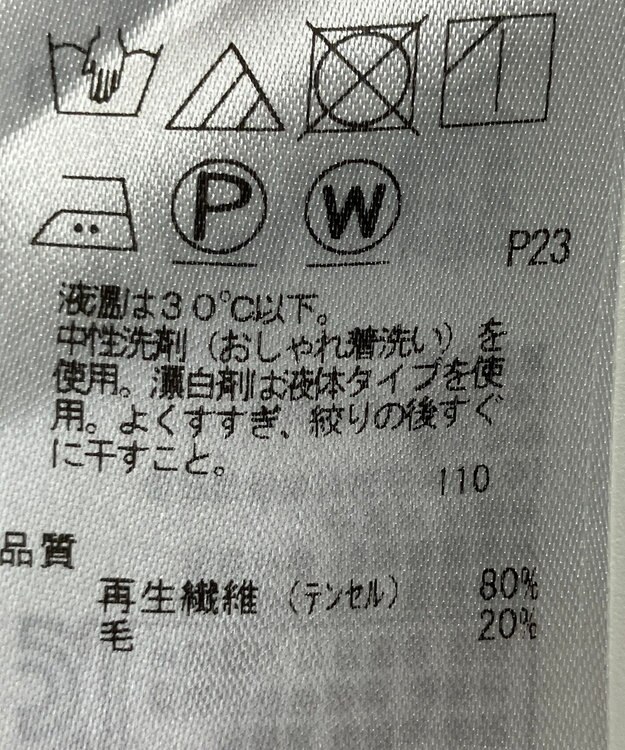 P W
P23
液温は30℃以下。
中性洗剤（おしゃれ着洗い）を
使用。漂白剤は液体タイプを使
用。よくすすぎ、絞りの後すぐ
に干すこと。
110
品質
再生繊維（テンセル） 80%
毛 20%